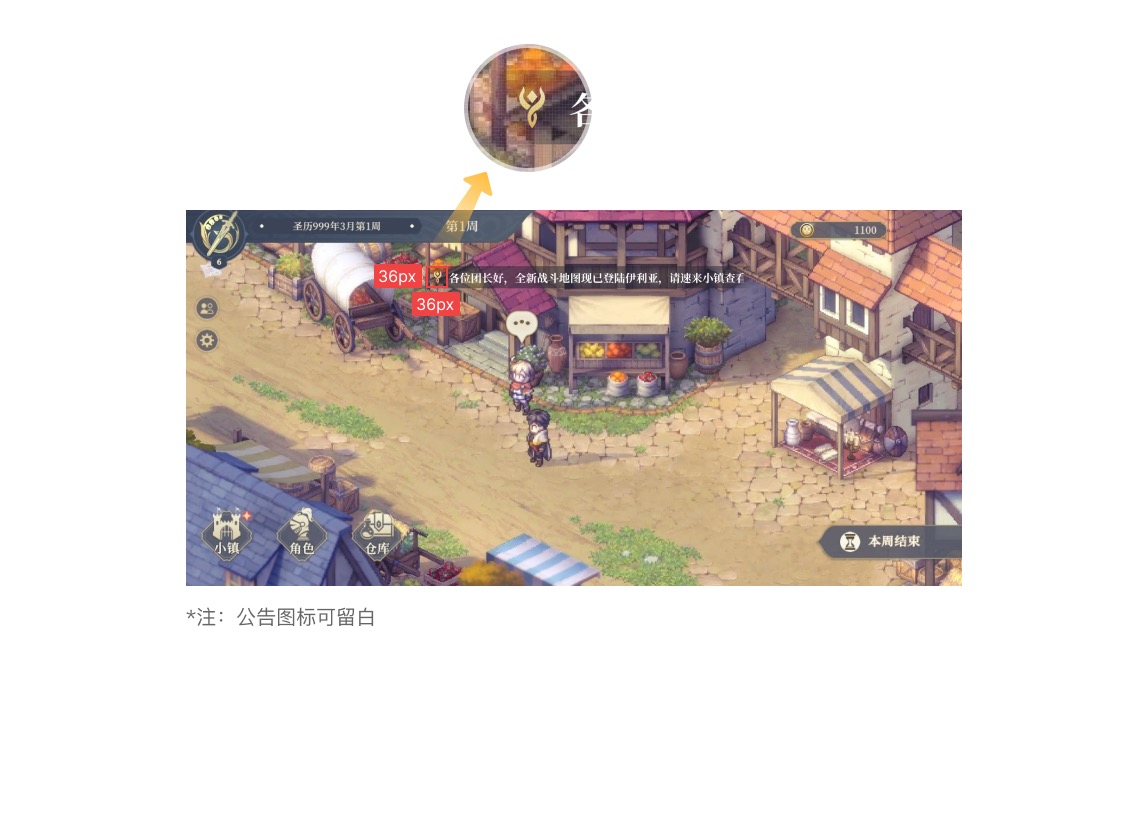 各
圣历999年3月第1周
第1周
1100
6
36px
各位团长好，全新战斗地图现已登陆伊利亚，请速来小镇查看
36px
小镇
角色
仓库
本周结束
*注：公告图标可留白